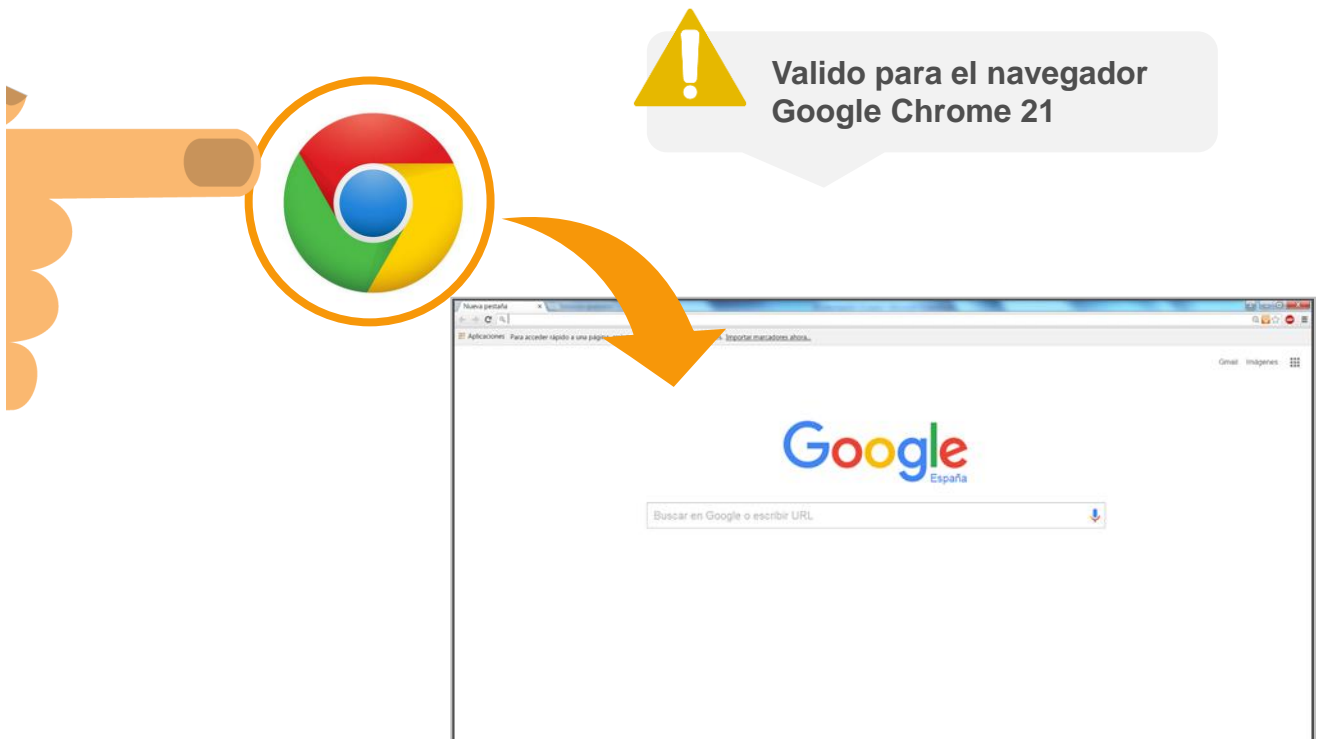 Valido para el navegador
Google Chrome 21
Nueva pestaña
Aplicaciones Para acceder rápido a una página, Importar marcadores ahora...
Gmail Imágenes
Google
España
Buscar en Google o escribir URL